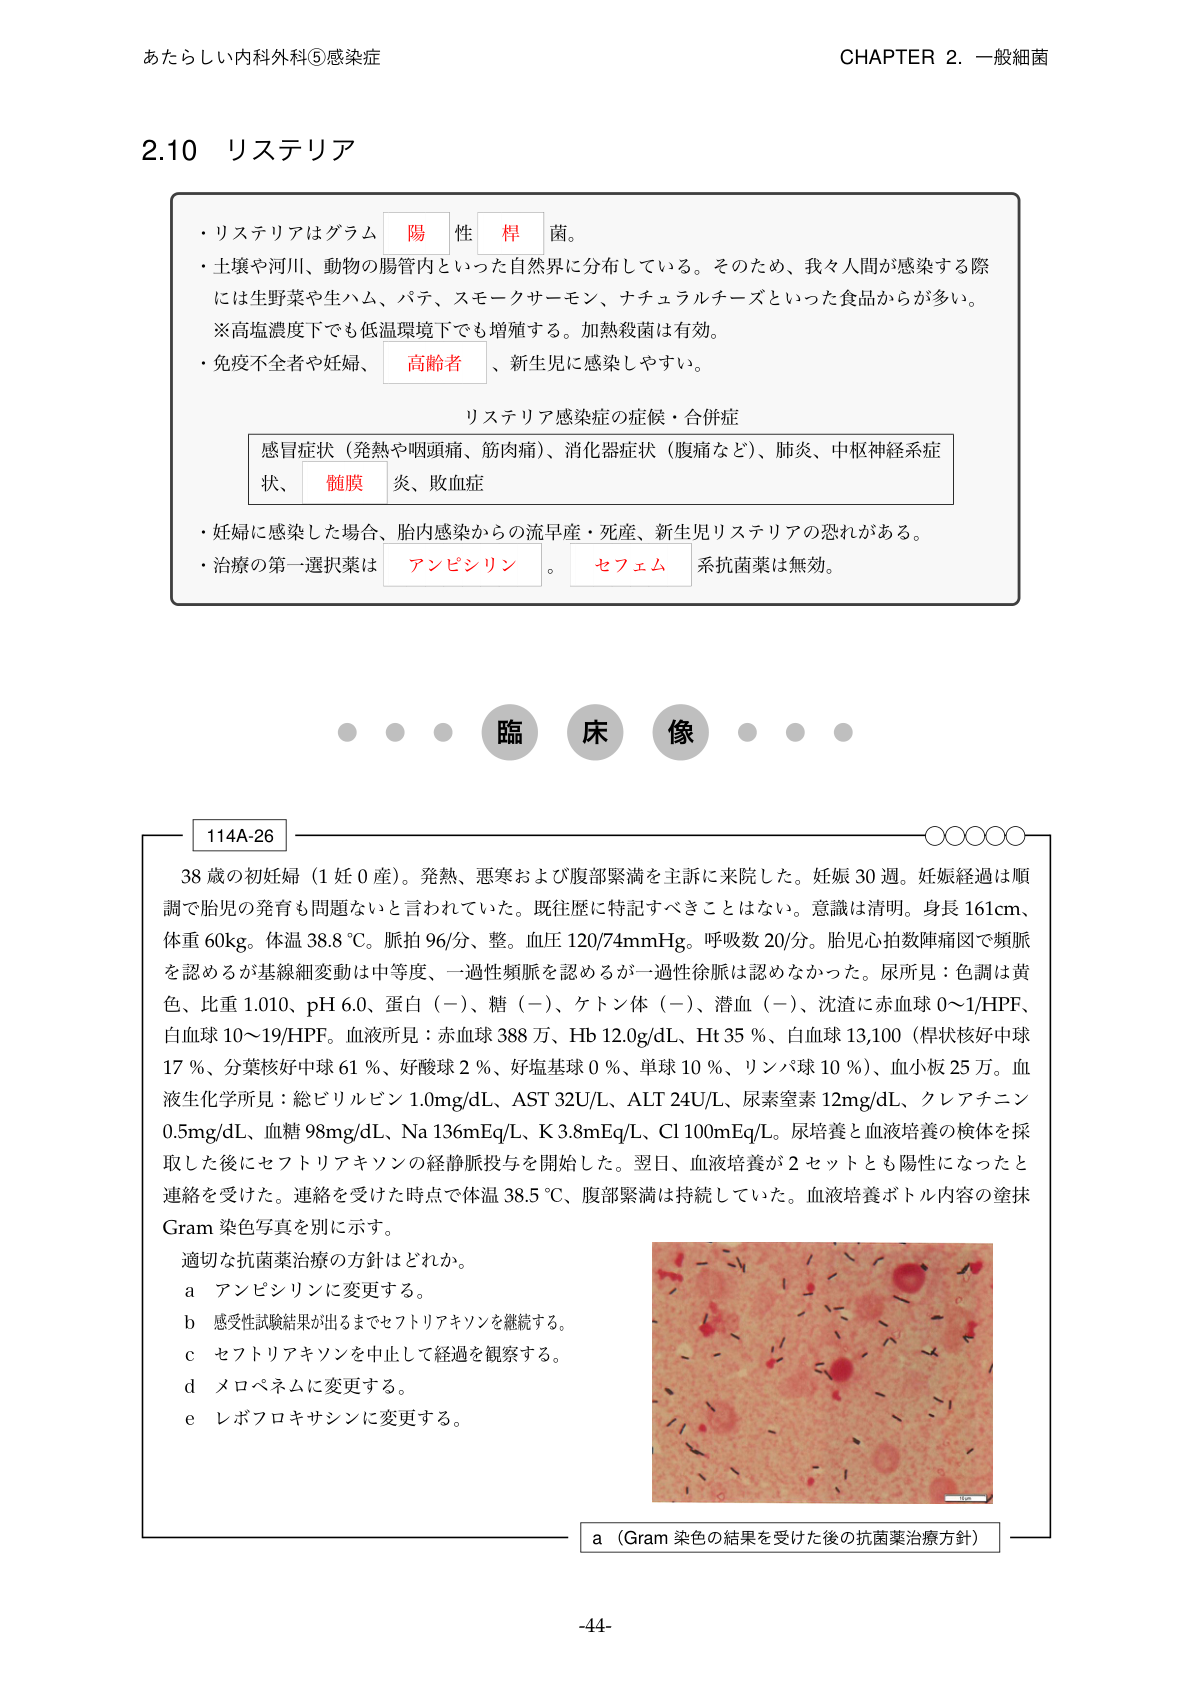 あたらしい内科外科⑤感染症
CHAPTER 2. 一般細菌
2.10 リステリア
・リステリアはグラム 陽 性 桿 菌。
・土壌や河川、動物の腸管内といった自然界に分布している。そのため、我々人間が感染する際
には生野菜や生ハム、パテ、スモークサーモン、ナチュラルチーズといった食品からが多い。
※高塩濃度下でも低温環境下でも増殖する。加熱殺菌は有効。
・免疫不全者や妊婦、 高齢者 、新生児に感染しやすい。
リステリア感染症の症候・合併症
感冒症状（発熱や咽頭痛、筋肉痛）、消化器症状（腹痛など）、肺炎、中枢神経系症
状、 髄膜 炎、敗血症
・妊婦に感染した場合、胎内感染からの流早産・死産、新生児リステリアの恐れがある。
・治療の第一選択薬は アンピシリン 。 セフェム 系抗菌薬は無効。
臨床像
114A-26
38 歳の初妊婦（1 妊 0 産）。発熱、悪寒および腹部緊満を主訴に来院した。妊娠 30 週。妊娠経過は順
調で胎児の発育も問題ないと言われていた。既往歴に特記すべきことはない。意識は清明。身長 161cm、
体重 60kg。体温 38.8 ℃。脈拍 96/分、整。血圧 120/74mmHg。呼吸数 20/分。胎児心拍数陣痛図で頻脈
を認めるが基線細変動は中等度、一過性頻脈を認めるが一過性徐脈は認めなかった。尿所見：色調は黄
色、比重 1.010、pH 6.0、蛋白（−）、糖（−）、ケトン体（−）、潜血（−）、沈渣に赤血球 0〜1/HPF、
白血球 10〜19/HPF。血液所見：赤血球 388 万、Hb 12.0g/dL、Ht 35 %、白血球 13,100（桿状核好中球
17 %、分葉核好中球 61 %、好酸球 2 %、好塩基球 0 %、単球 10 %、リンパ球 10 %）、血小板 25 万。血
液生化学所見：総ビリルビン 1.0mg/dL、AST 32U/L、ALT 24U/L、尿素窒素 12mg/dL、クレアチニン
0.5mg/dL、血糖 98mg/dL、Na 136mEq/L、K 3.8mEq/L、Cl 100mEq/L。尿培養と血液培養の検体を採
取した後にセフトリアキソンの経静脈投与を開始した。翌日、血液培養が 2 セットとも陽性になったと
連絡を受けた。連絡を受けた時点で体温 38.5 ℃、腹部緊満は持続していた。血液培養ボトル内容の塗抹
Gram 染色写真を別に示す。
適切な抗菌薬治療の方針はどれか。
a アンピシリンに変更する。
b 感受性試験結果が出るまでセフトリアキソンを継続する。
c セフトリアキソンを中止して経過を観察する。
d メロペネムに変更する。
e レボフロキサシンに変更する。
10 μm
a （Gram 染色の結果を受けた後の抗菌薬治療方針）
-44-